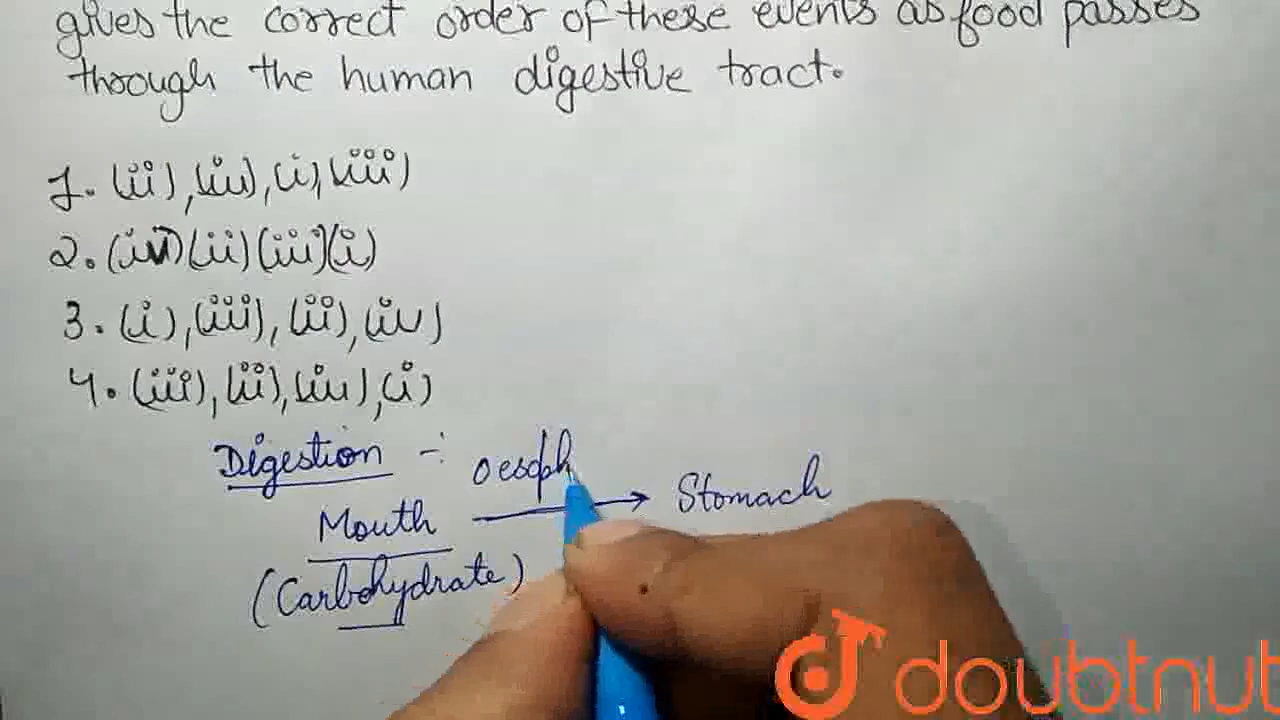 gives the correct order of these events as food passes
through the human digestive tract.
1. (ii), (iv), (i), (iii)
2. (iv) (ii) (iii) (i)
3. (i), (iii), (ii), (iv)
4. (iii), (ii), (iv), (i)
Digestion -:
oesoph
Mouth → Stomach
(Carbohydrate)
doubtnut